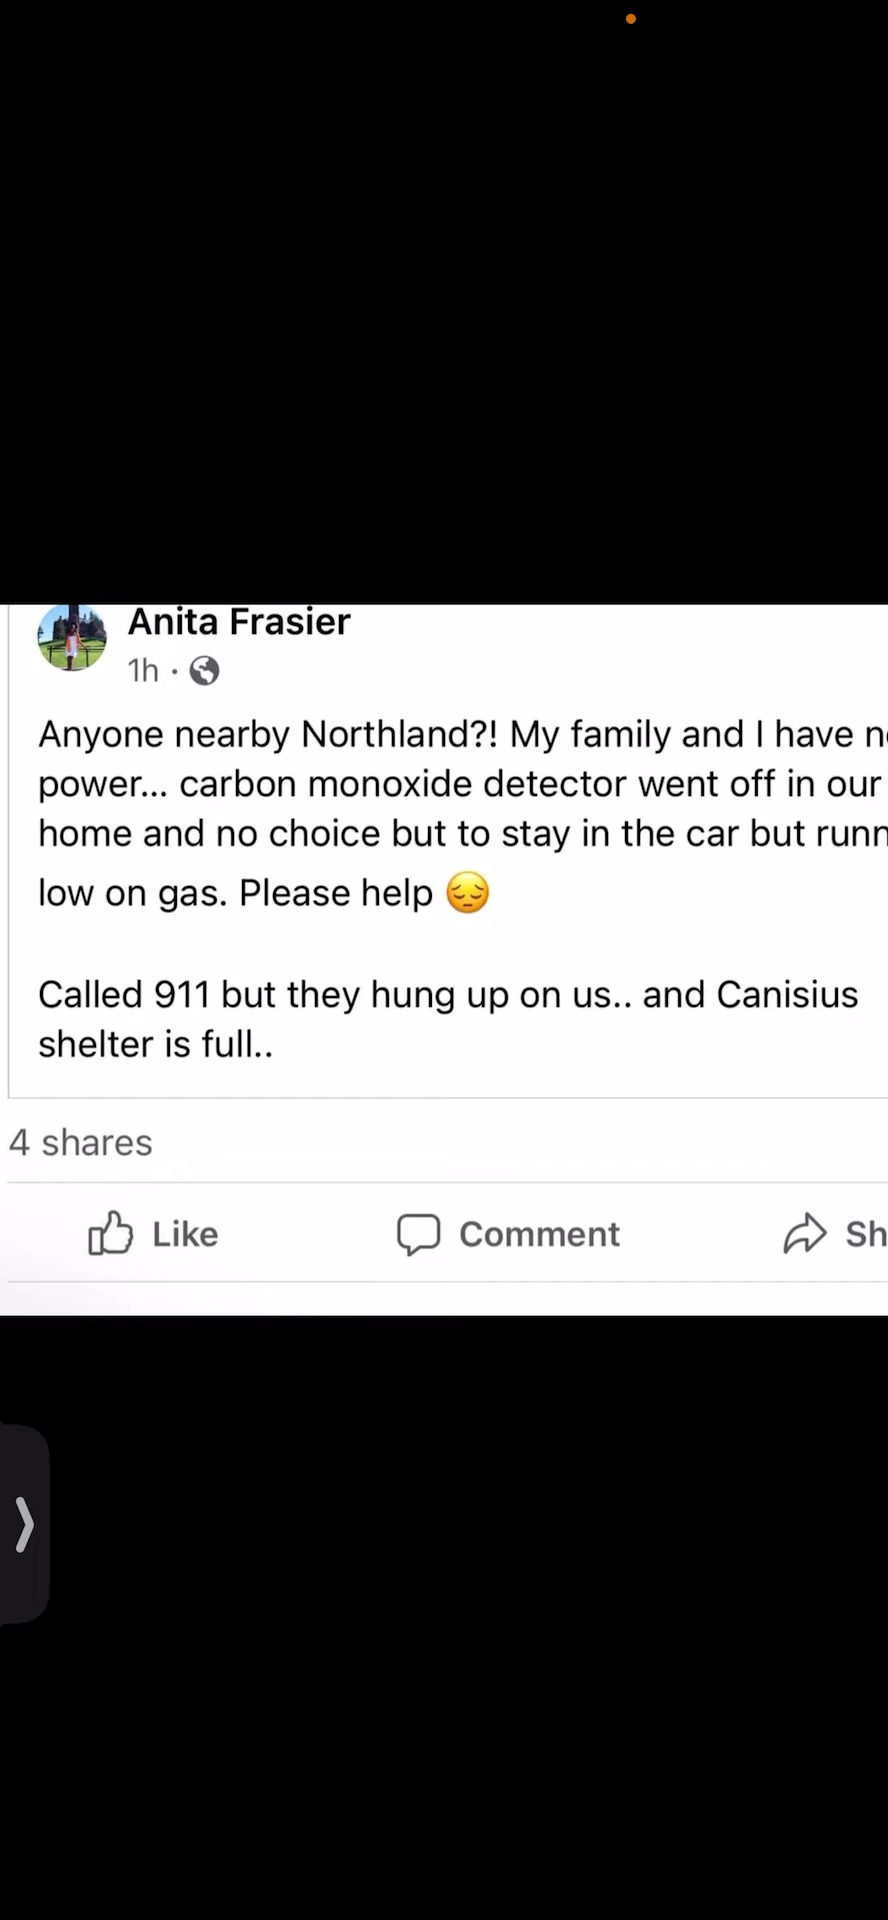 Anita Frasier
1h ·
Anyone nearby Northland?! My family and I have
power... carbon monoxide detector went off in our
home and no choice but to stay in the car but
low on gas. Please help 😔
Called 911 but they hung up on us.. and Canisius
shelter is full..
4 shares
Like
Comment